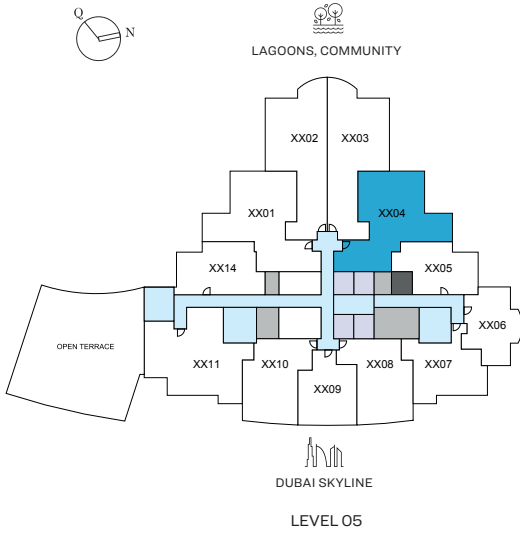 Q
N
LAGOONS, COMMUNITY
XX02
XX03
XX01
XX04
XX14
XX05
XX06
OPEN TERRACE
XX11
XX10
XX08
XX07
XX09
DUBAI SKYLINE
LEVEL 05